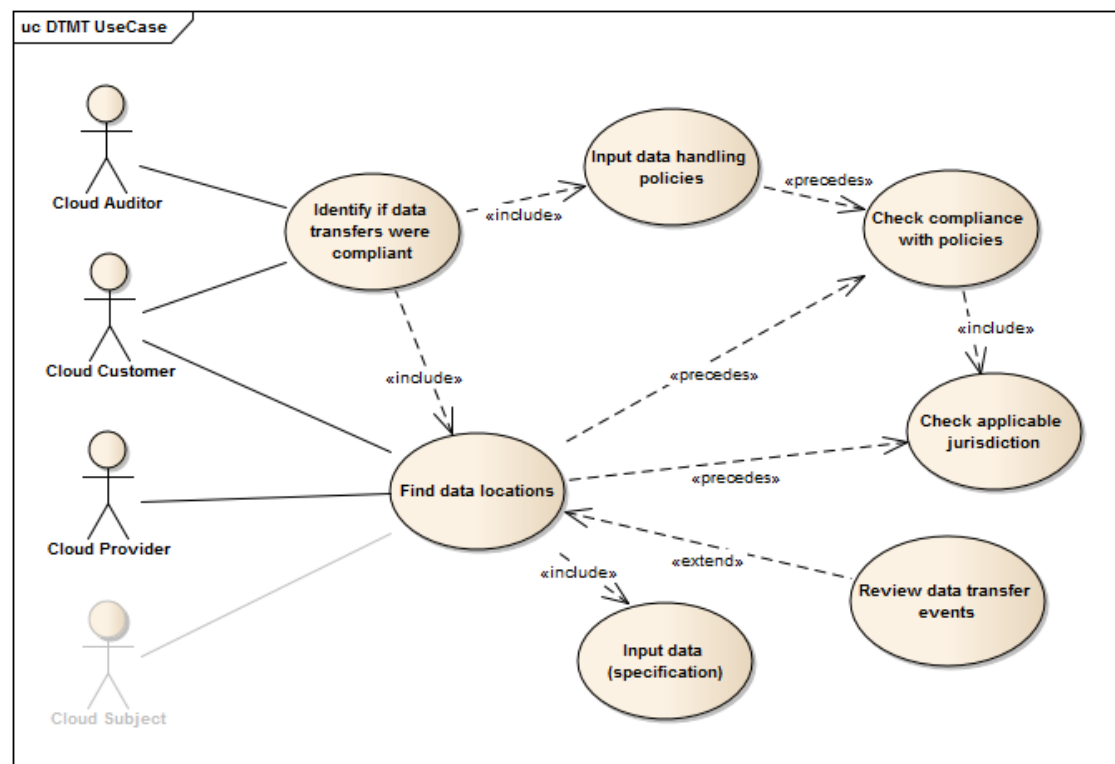 uc DTMT UseCase
Cloud Auditor
Identify if data
transfers were
compliant
«include»
Input data handling
policies
«precedes»
Check compliance
with policies
Cloud Customer
«include»
«include»
«precedes»
Check applicable
jurisdiction
Find data locations
«precedes»
Cloud Provider
«extend»
«include»
Review data transfer
events
Input data
(specification)
Cloud Subject